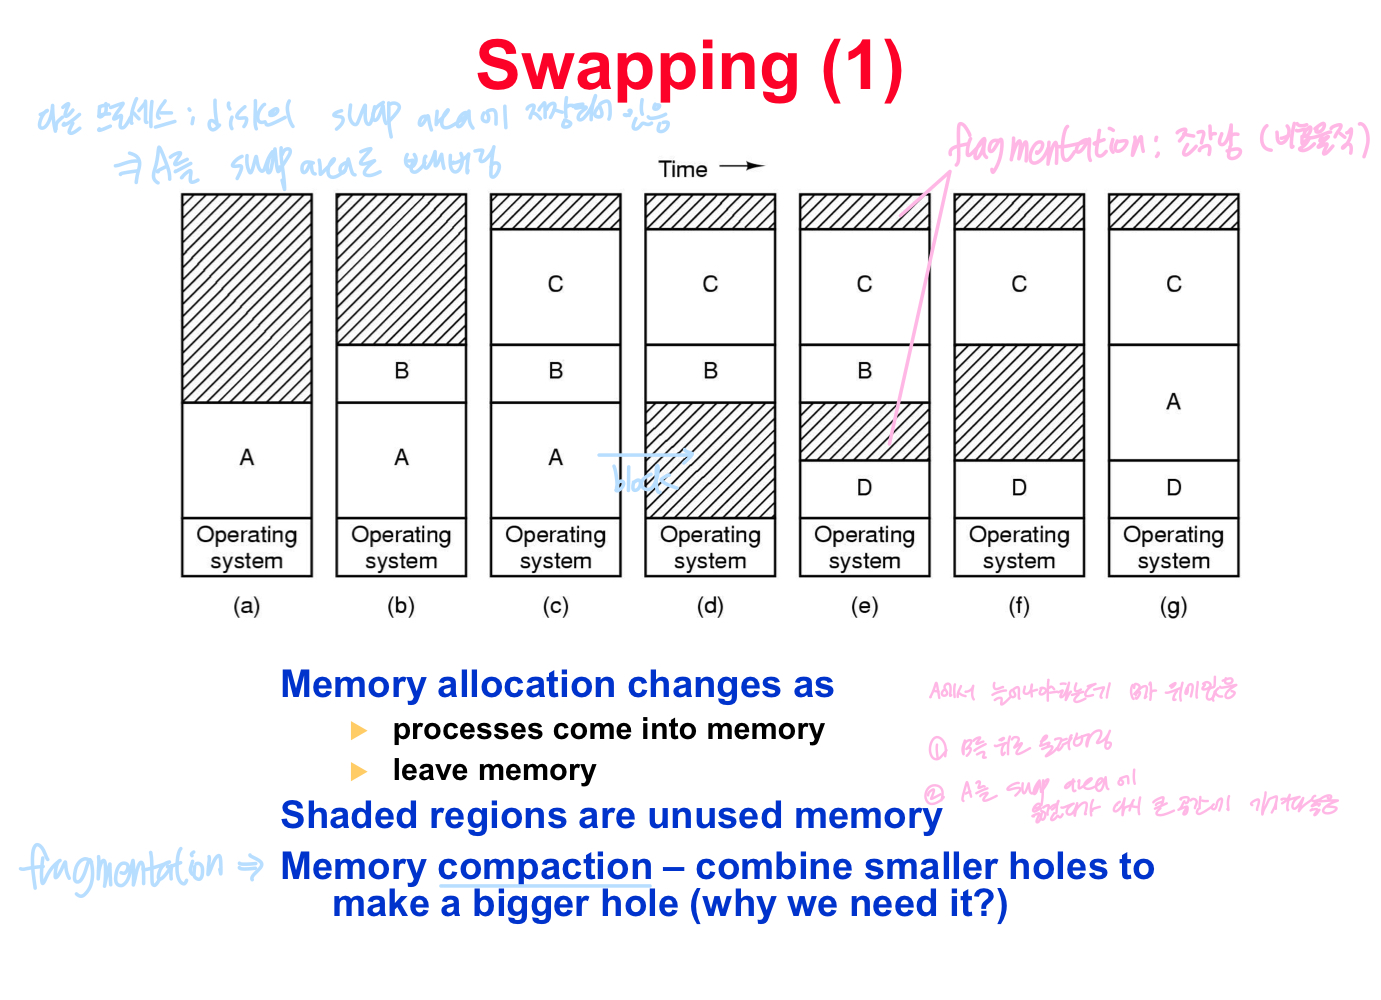 Swapping (1)
다른 프로세스 : disk의 swap area에 저장되어 있음
⇒ A를 swap area로 보내버림
fragmentation : 조각남 (비효율적)
Time →
C C C C C
B B B B A
A A A D D D
Operating system Operating system Operating system Operating system Operating system Operating system Operating system
block
(a) (b) (c) (d) (e) (f) (g)
Memory allocation changes as
processes come into memory
leave memory
A에서 늘어나야하는데 B가 위에있음
① B를 위로 올려버림
② A를 swap area에
옮겼다가 다시 큰 공간에 가져다놓음
Shaded regions are unused memory
fragmentation ⇒ Memory compaction – combine smaller holes to
make a bigger hole (why we need it?)